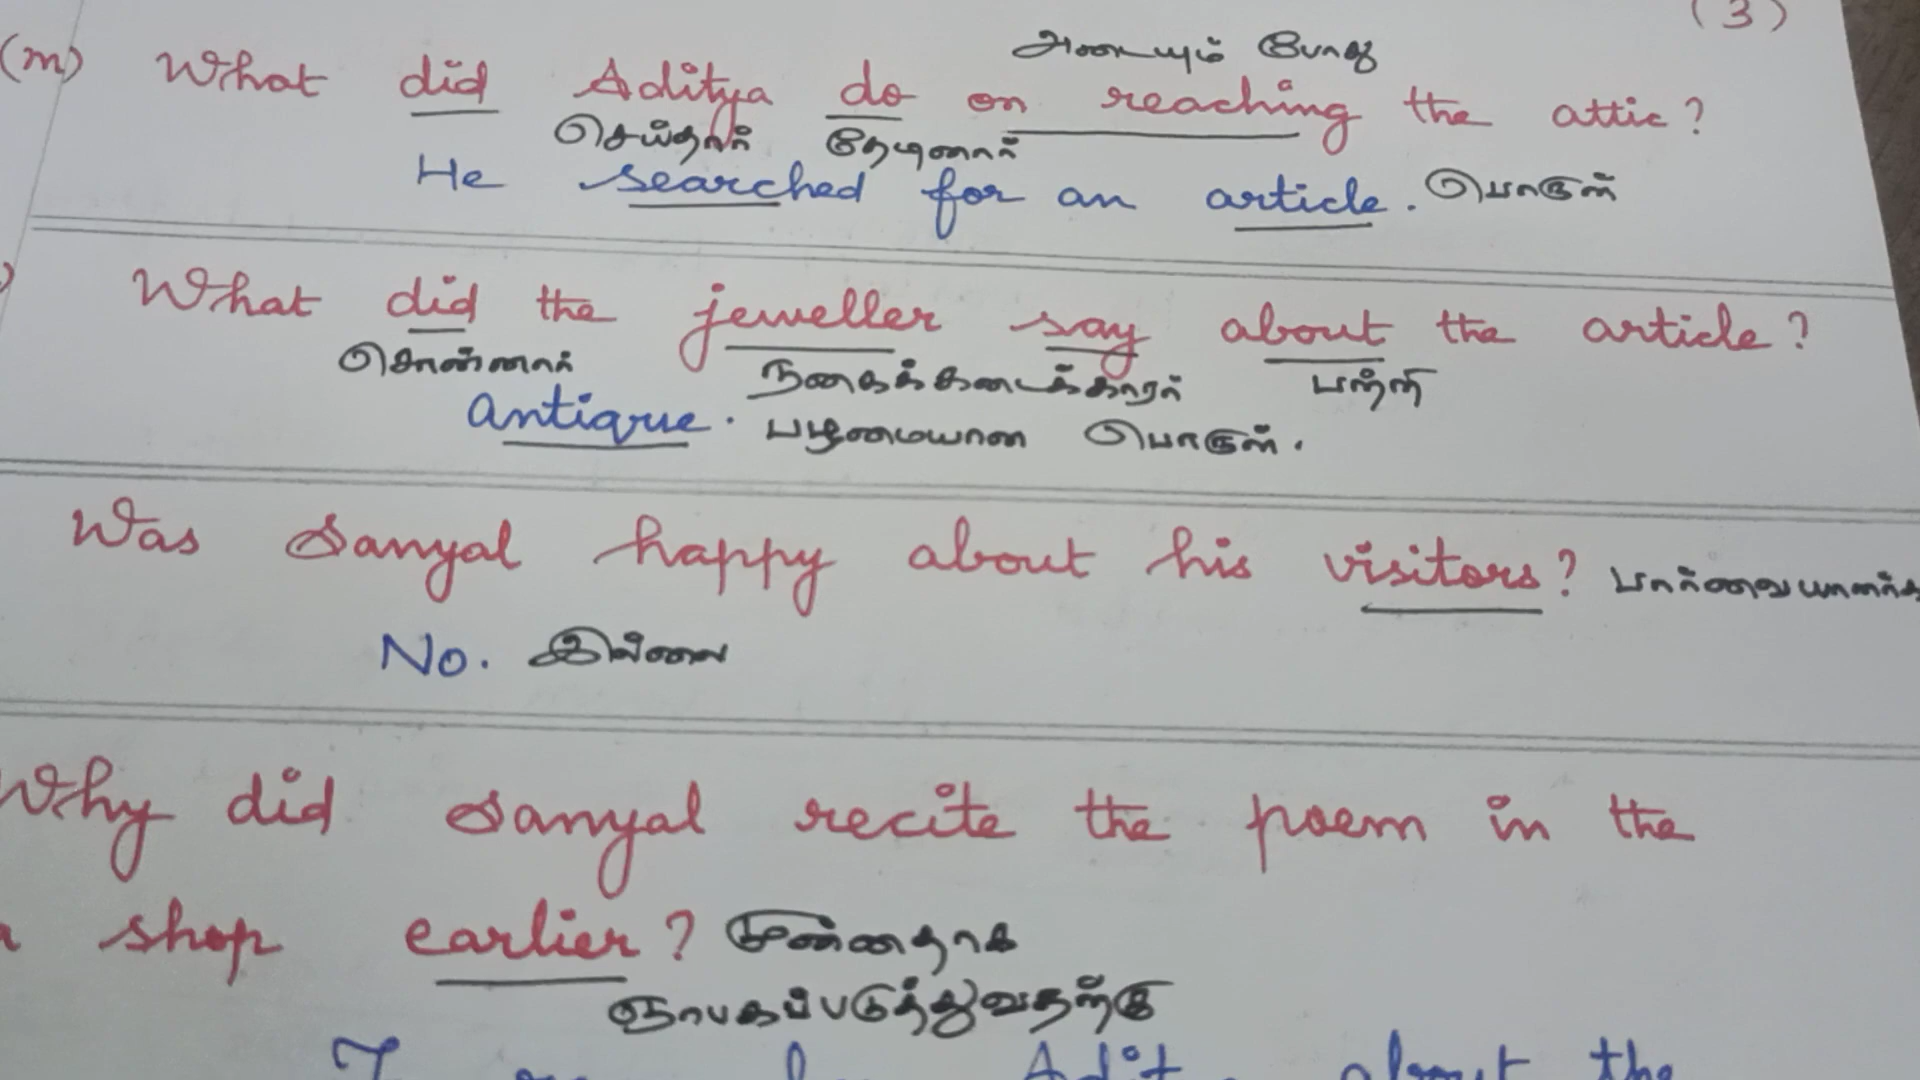 (3)
அடையும் போது
(m) What did Aditya do on reaching the attic?
செய்தார் தேடினார்
He searched for an article. பொருள்
What did the jeweller say about the article?
சொன்னார் நகைக்கடைக்காரர் பற்றி
antique. பழமையான பொருள்.
Was Sanyal happy about his visitors?
No. இல்லை
Why did Sanyal recite the poem in the
shop earlier? முன்னதாக
ஞாபகப்படுத்துவதற்கு
about the